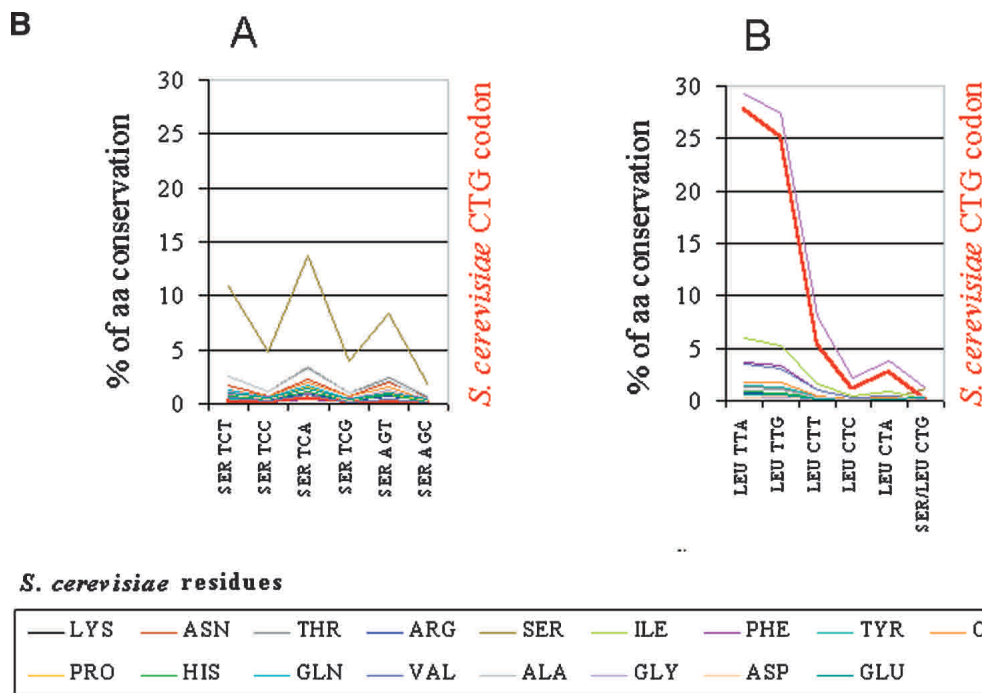 B
A
B
30
25
20
15
10
5
0
% of aa conservation
S. cerevisiae CTG codon
SER TCT
SER TCC
SER TCA
SER TCG
SER AGT
SER AGC
30
25
20
15
10
5
0
% of aa conservation
S. cerevisiae CTG codon
LEU TTA
LEU TTG
LEU CTT
LEU CTC
LEU CTA
SER/LEU CTG
S. cerevisiae residues
LYS ASN THR ARG SER ILE PHE TYR
PRO HIS GLN VAL ALA GLY ASP GLU